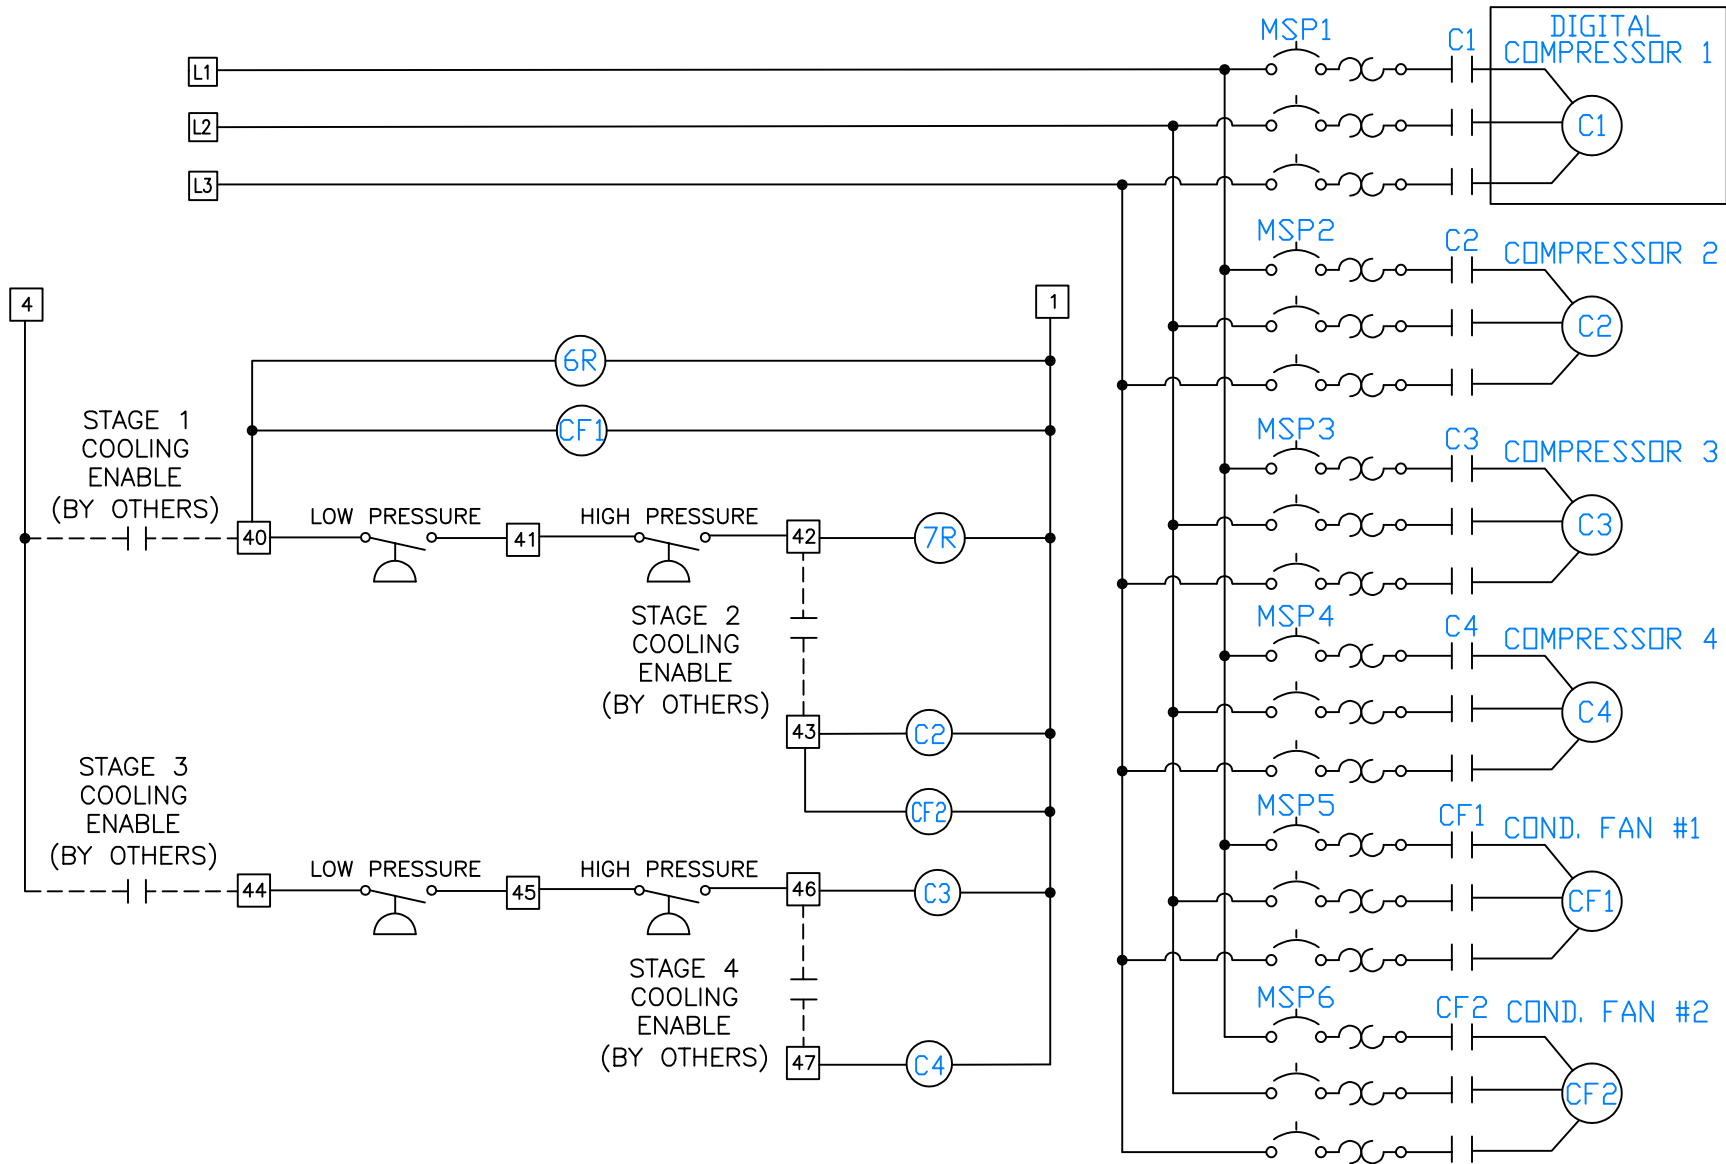 MSP1
C1
DIGITAL
COMPRESSOR 1
L1
C1
L2
L3
MSP2
C2
COMPRESSOR 2
C2
4
1
6R
CF1
STAGE 1
COOLING
ENABLE
(BY OTHERS)
40
LOW PRESSURE
41
HIGH PRESSURE
42
7R
MSP3
C3
COMPRESSOR 3
C3
STAGE 2
COOLING
ENABLE
(BY OTHERS)
43
C2
CF2
MSP4
C4
COMPRESSOR 4
C4
STAGE 3
COOLING
ENABLE
(BY OTHERS)
44
LOW PRESSURE
45
HIGH PRESSURE
46
C3
MSP5
CF1
COND. FAN #1
CF1
STAGE 4
COOLING
ENABLE
(BY OTHERS)
47
C4
MSP6
CF2
COND. FAN #2
CF2